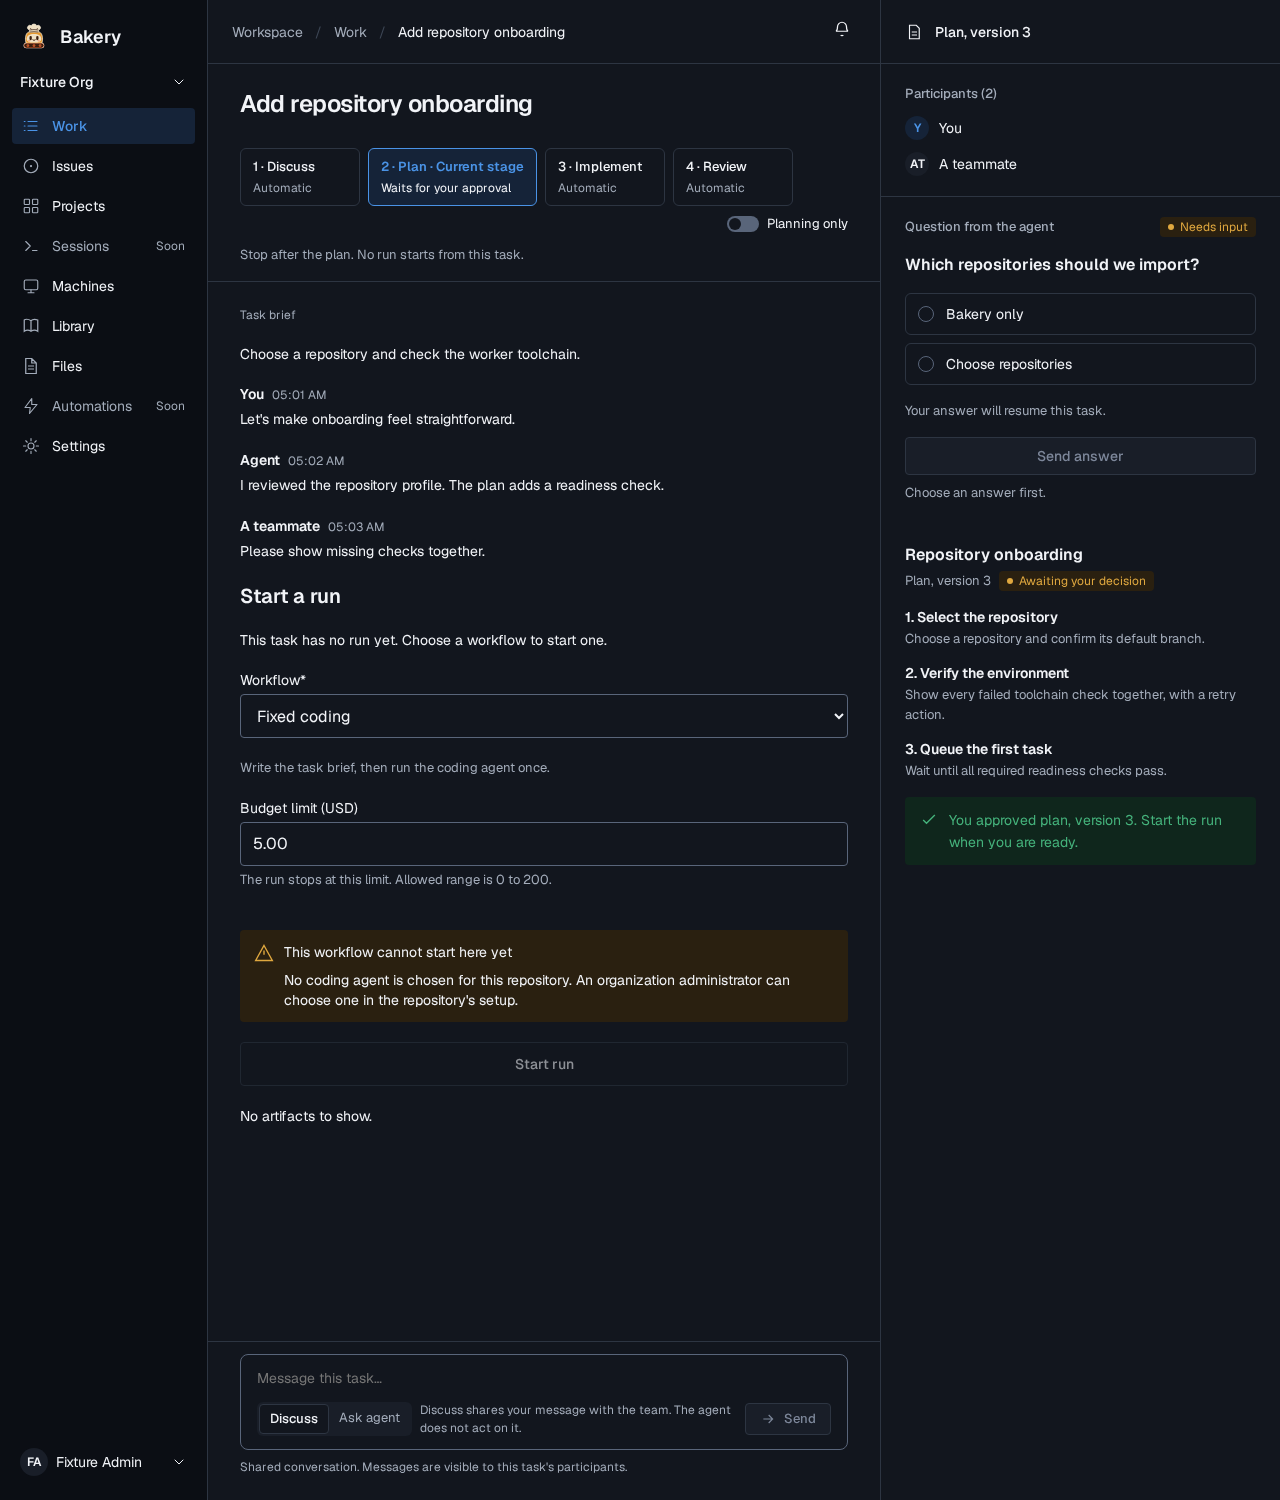 Bakery
Fixture Org
Work
Issues
Projects
Sessions Soon
Machines
Library
Files
Automations Soon
Settings
FA Fixture Admin
Workspace / Work / Add repository onboarding
Add repository onboarding
1 · Discuss
Automatic
2 · Plan · Current stage
Waits for your approval
3 · Implement
Automatic
4 · Review
Automatic
Planning only
Stop after the plan. No run starts from this task.
Task brief
Choose a repository and check the worker toolchain.
You 05:01 AM
Let's make onboarding feel straightforward.
Agent 05:02 AM
I reviewed the repository profile. The plan adds a readiness check.
A teammate 05:03 AM
Please show missing checks together.
Start a run
This task has no run yet. Choose a workflow to start one.
Workflow*
Fixed coding
Write the task brief, then run the coding agent once.
Budget limit (USD)
5.00
The run stops at this limit. Allowed range is 0 to 200.
This workflow cannot start here yet
No coding agent is chosen for this repository. An organization administrator can
choose one in the repository's setup.
Start run
No artifacts to show.
Message this task...
Discuss Ask agent
Discuss shares your message with the team. The agent
does not act on it.
Send
Shared conversation. Messages are visible to this task's participants.
Plan, version 3
Participants (2)
Y You
AT A teammate
Question from the agent Needs input
Which repositories should we import?
Bakery only
Choose repositories
Your answer will resume this task.
Send answer
Choose an answer first.
Repository onboarding
Plan, version 3 Awaiting your decision
1. Select the repository
Choose a repository and confirm its default branch.
2. Verify the environment
Show every failed toolchain check together, with a retry
action.
3. Queue the first task
Wait until all required readiness checks pass.
You approved plan, version 3. Start the run
when you are ready.